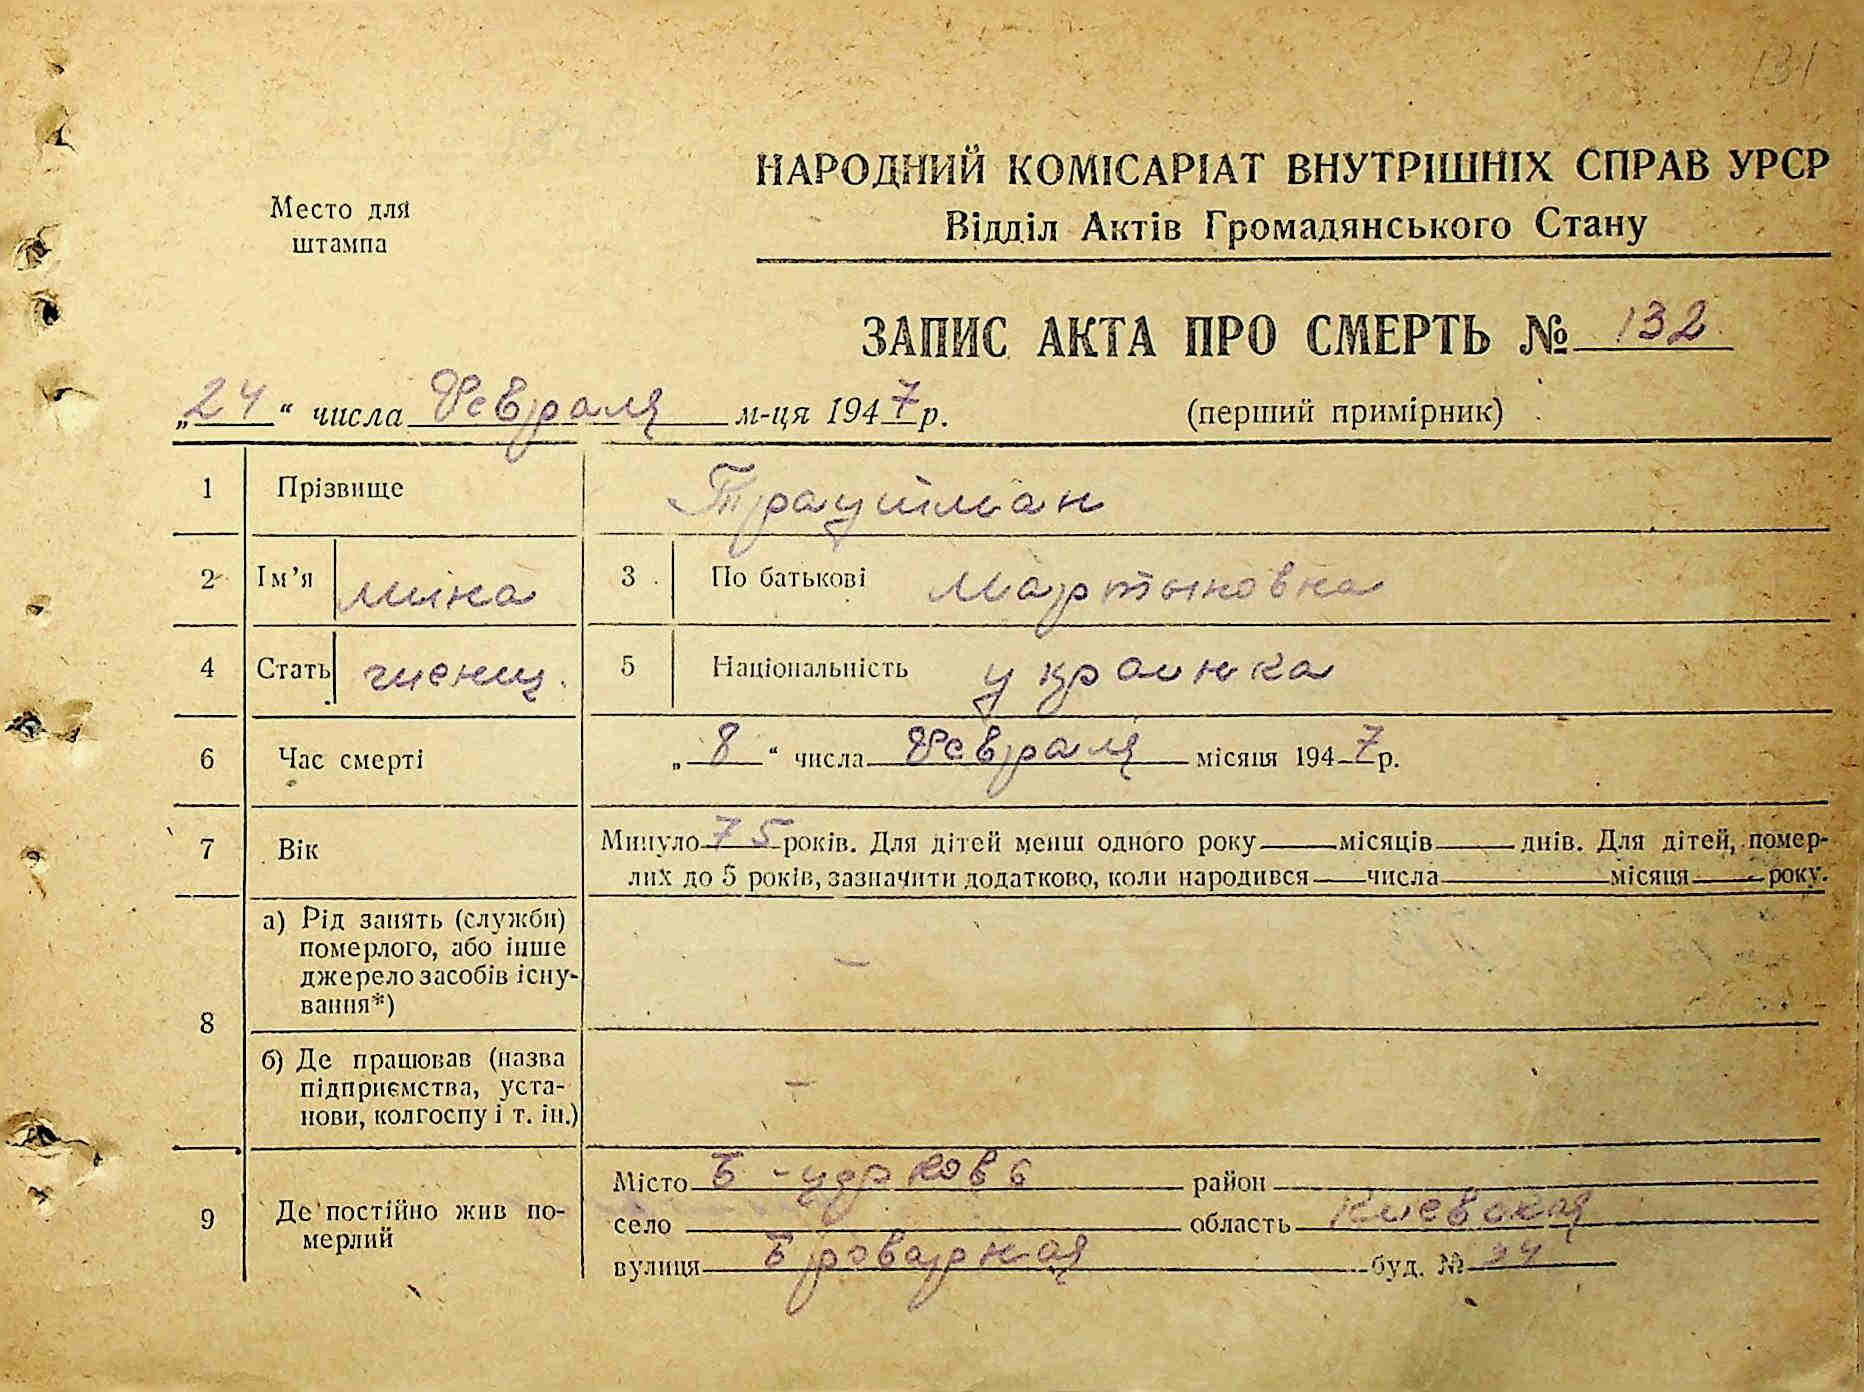 131
НАРОДНИЙ КОМІСАРІАТ ВНУТРІШНІХ СПРАВ УРСР
Место для
штампа
Відділ Актів Громадянського Стану
ЗАПИС АКТА ПРО СМЕРТЬ № 132
„24“ числа Февраля м-ця 1947 р. (перший примірник)
1 Прізвище Траутман
2 Ім’я Мина 3 По батькові Мартыновна
4 Стать женщ. 5 Національність украинка
6 Час смерті „8“ числа Февраля місяця 1947 р.
7 Вік Минуло 75 років. Для дітей менш одного року місяців днів. Для дітей, помер-
лих до 5 років, зазначити додатково, коли народився числа місяця року.
8 а) Рід занять (служби)
померлого, або інше
джерело засобів існу-
вання*) –
б) Де працював (назва
підприємства, уста-
нови, колгоспу і т. ін.) –
9 Де постійно жив по-
мерлий
Місто Б-церковь район
село область Киевская
вулиця Броварная буд. № 24